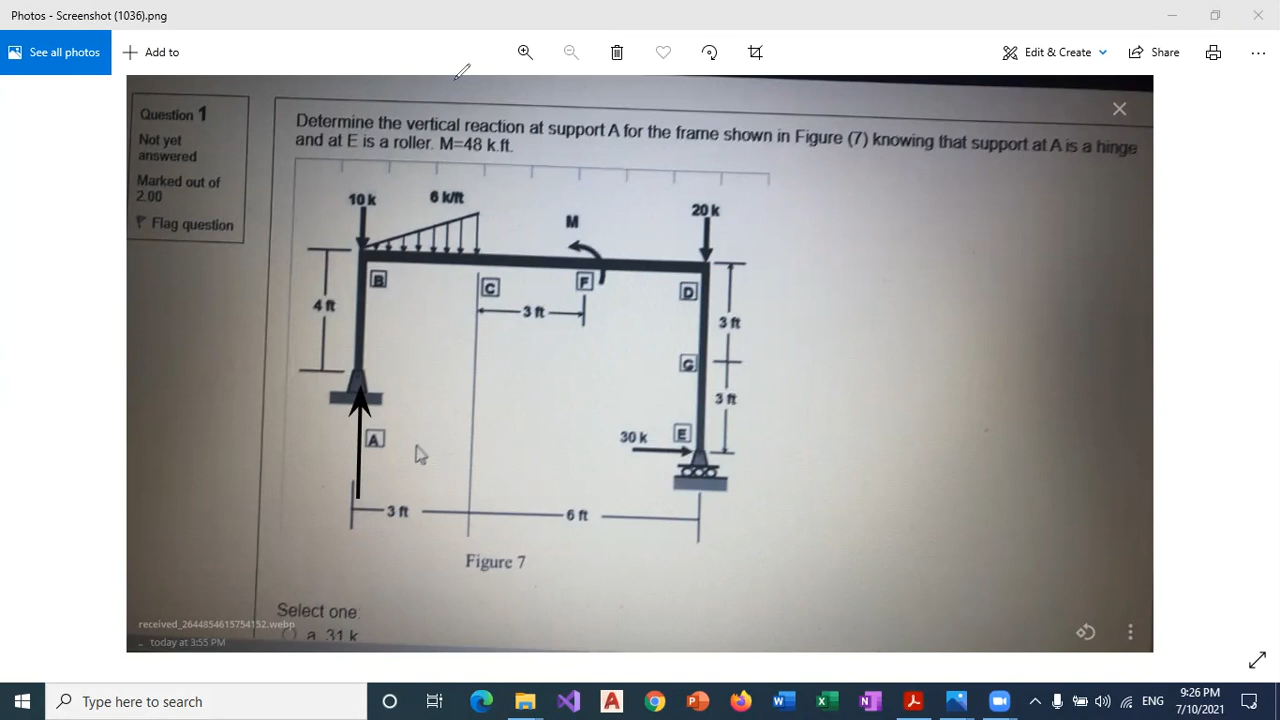 Photos - Screenshot (1036).png
See all photos
Add to
Edit & Create
Share
Question 1
Not yet
answered
Marked out of
2.00
Flag question
Determine the vertical reaction at support A for the frame shown in Figure (7) knowing that support at A is a hinge
and at E is a roller. M=48 k.ft.
10 k
6 k/ft
M
20 k
B
C
F
D
4 ft
3 ft
3 ft
G
3 ft
30 k
E
A
3 ft
6 ft
Figure 7
Select one:
received_2644854615754152.webp
a. 31 k
today at 3:55 PM
Type here to search
ENG
9:26 PM
7/10/2021